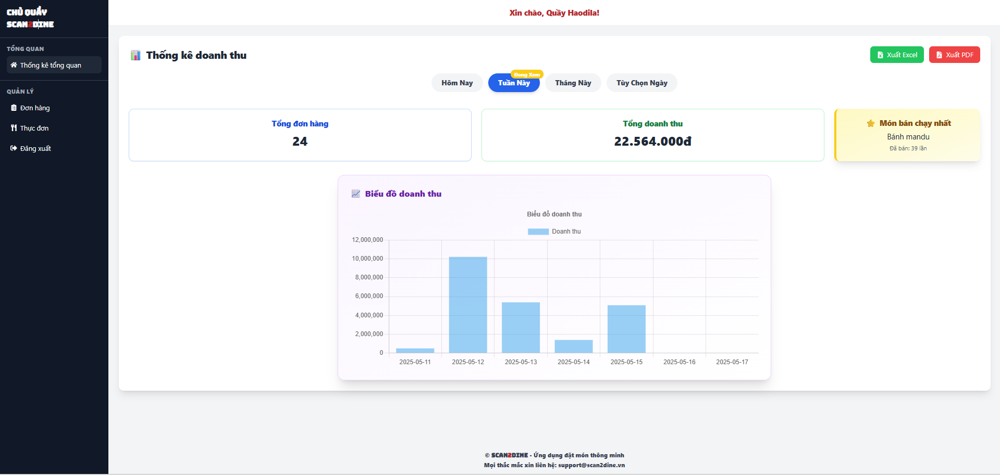 CHỦ QUẦY
SCAN2DINE
TỔNG QUAN
Thống kê tổng quan
QUẢN LÝ
Đơn hàng
Thực đơn
Đăng xuất
Xin chào, Quầy Haodila!
Thống kê doanh thu
Xuất Excel
Xuất PDF
Hôm Nay
Tuần Này
Đang Xem
Tháng Này
Tùy Chọn Ngày
Tổng đơn hàng
24
Tổng doanh thu
22.564.000đ
Món bán chạy nhất
Bánh mandu
Đã bán: 39 lần
Biểu đồ doanh thu
Biểu đồ doanh thu
Doanh thu
12,000,000
10,000,000
8,000,000
6,000,000
4,000,000
2,000,000
0
2025-05-11
2025-05-12
2025-05-13
2025-05-14
2025-05-15
2025-05-16
2025-05-17
© SCAN2DINE - Ứng dụng đặt món thông minh
Mọi thắc mắc xin liên hệ: support@scan2dine.vn